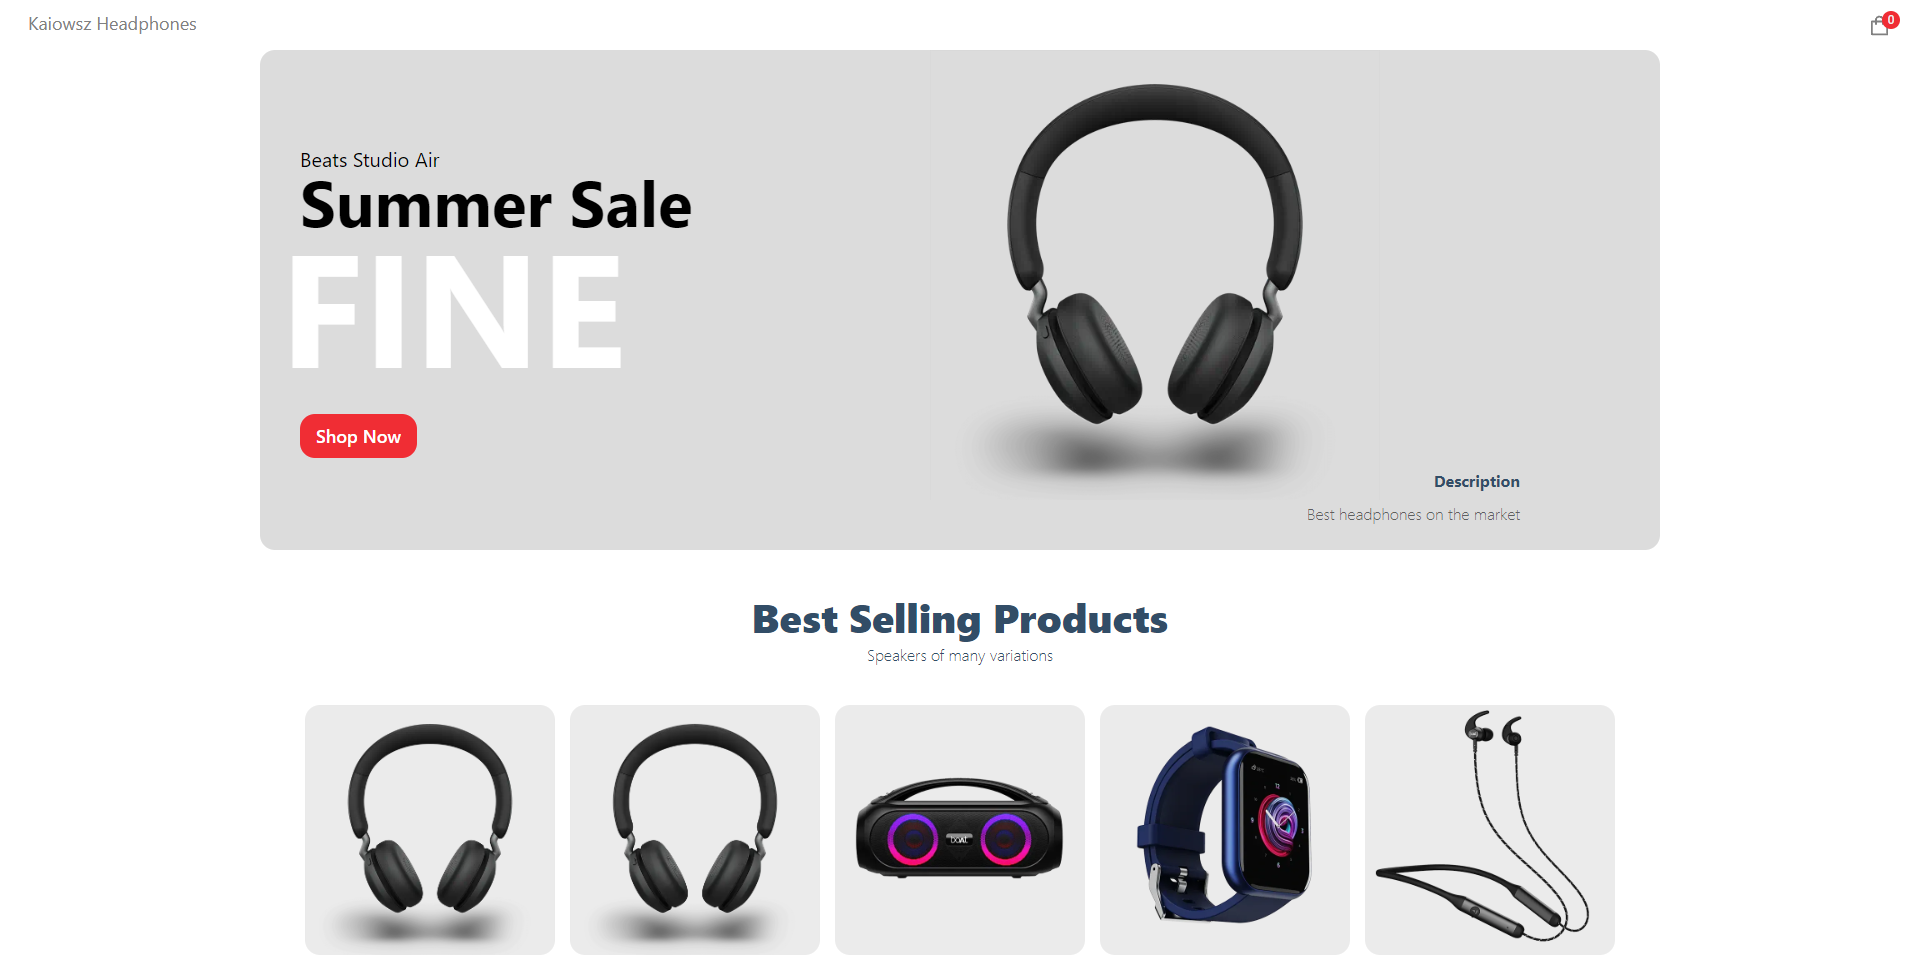 Kaiowsz Headphones
0
Beats Studio Air
Summer Sale
FINE
Shop Now
Description
Best headphones on the market
Best Selling Products
Speakers of many variations